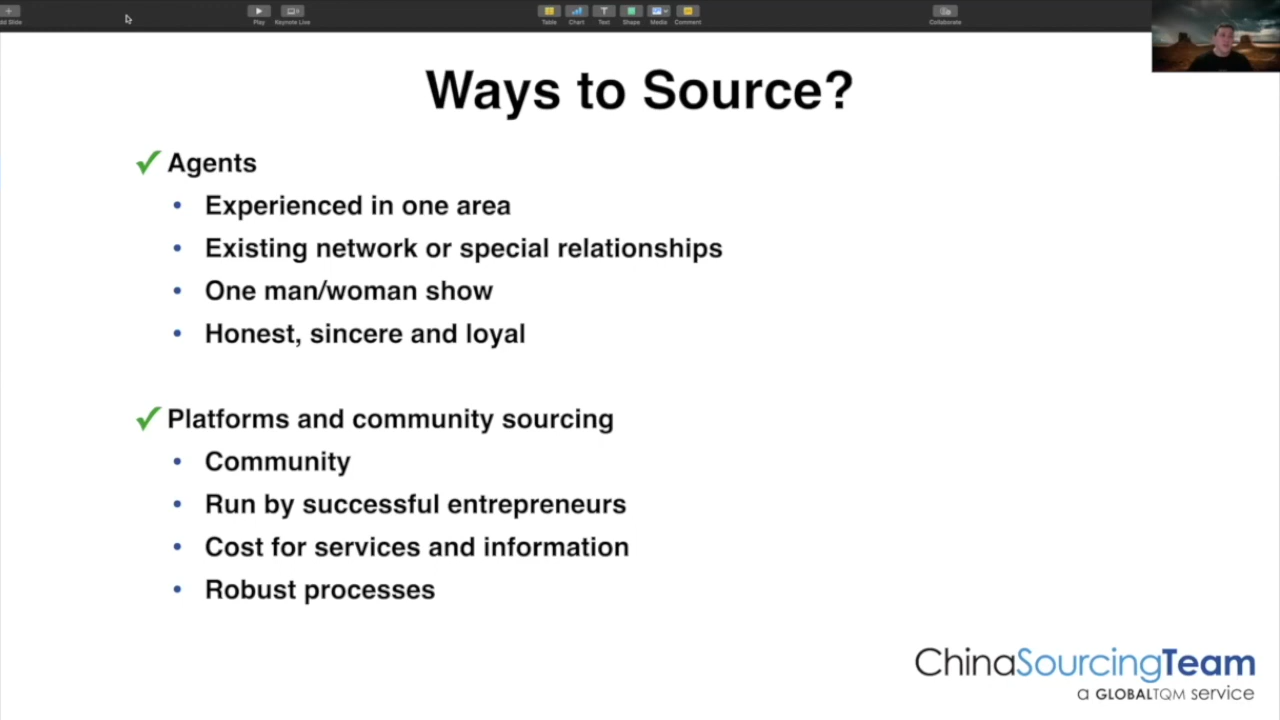 Add Slide
Play
Keynote Live
Table
Chart
Text
Shape
Media
Comment
Collaborate
Ways to Source?
✓ Agents
• Experienced in one area
• Existing network or special relationships
• One man/woman show
• Honest, sincere and loyal
✓ Platforms and community sourcing
• Community
• Run by successful entrepreneurs
• Cost for services and information
• Robust processes
ChinaSourcingTeam
a GLOBALTQM service